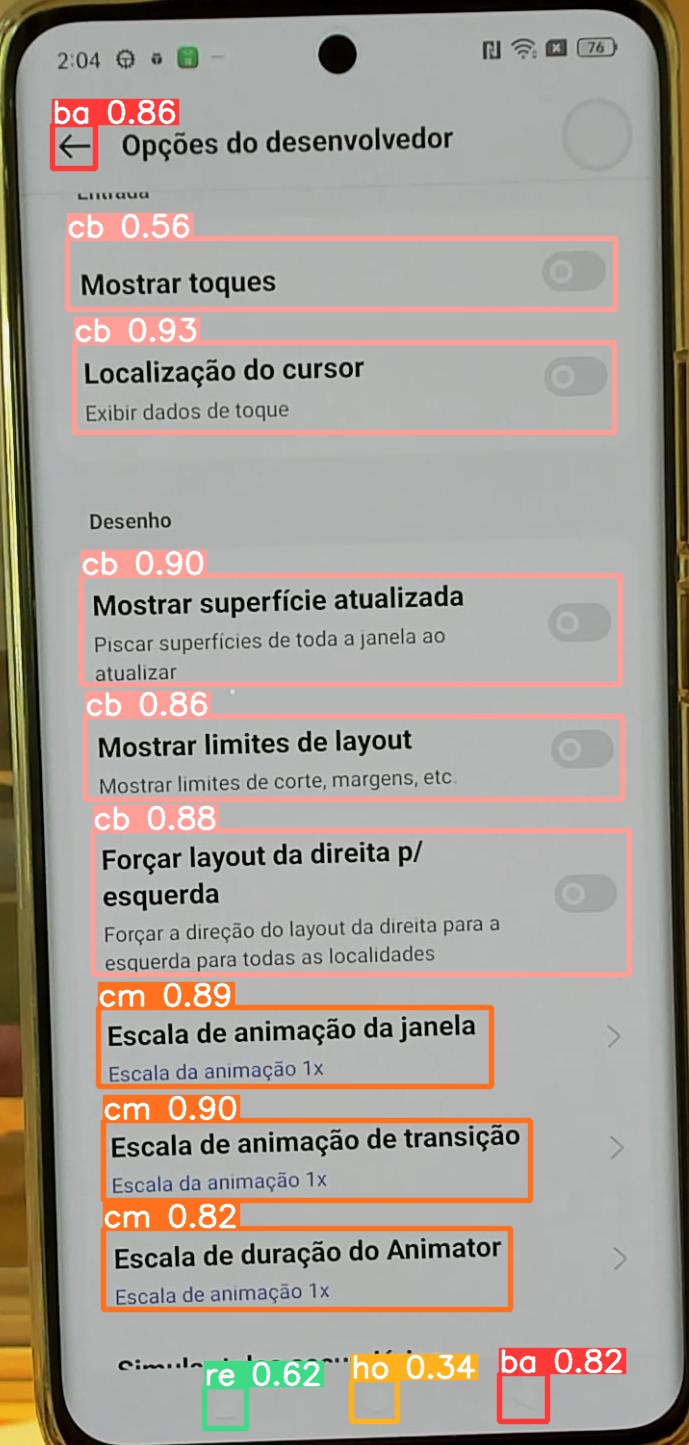 2:04
76
ba 0.86
Opções do desenvolvedor
Entrada
cb 0.56
Mostrar toques
cb 0.93
Localização do cursor
Exibir dados de toque
Desenho
cb 0.90
Mostrar superfície atualizada
Piscar superfícies de toda a janela ao
atualizar
cb 0.86
Mostrar limites de layout
Mostrar limites de corte, margens, etc.
cb 0.88
Forçar layout da direita p/
esquerda
Forçar a direção do layout da direita para a
esquerda para todas as localidades
cm 0.89
Escala de animação da janela
Escala da animação 1x
cm 0.90
Escala de animação de transição
Escala da animação 1x
cm 0.82
Escala de duração do Animator
Escala de animação 1x
re 0.62
ho 0.34
ba 0.82